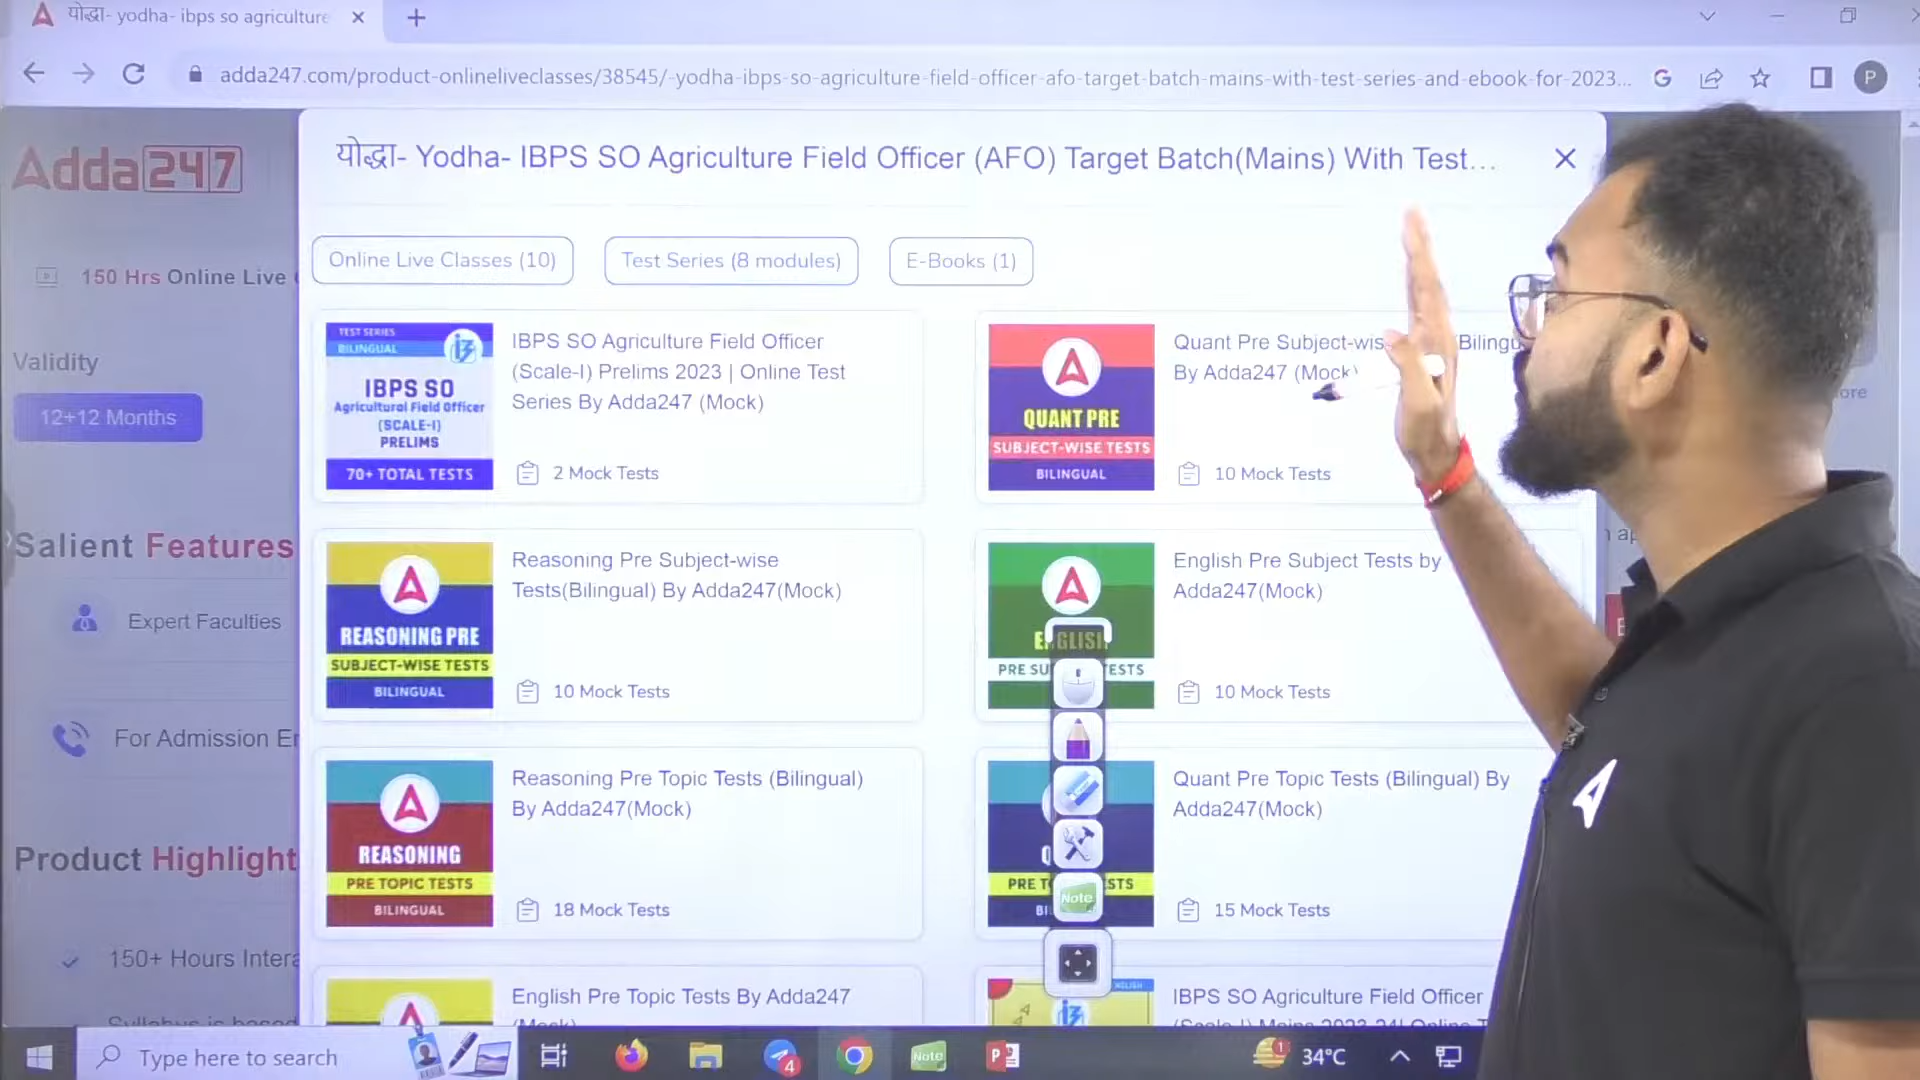 योद्धा- yodha- ibps so agriculture
adda247.com/product-onlineliveclasses/38545/-yodha-ibps-so-agriculture-field-officer-afo-target-batch-mains-with-test-series-and-ebook-for-2023...
P
Adda247
150 Hrs Online Live
Validity
12+12 Months
Salient Features
Expert Faculties
For Admission
Product Highlight
150+ Hours
योद्धा- Yodha- IBPS SO Agriculture Field Officer (AFO) Target Batch(Mains) With Test...
Online Live Classes (10)
Test Series (8 modules)
E-Books (1)
TEST SERIES
BILINGUAL
IBPS SO
Agricultural Field Officer
(SCALE-I)
PRELIMS
70+ TOTAL TESTS
IBPS SO Agriculture Field Officer
(Scale-I) Prelims 2023 | Online Test
Series By Adda247 (Mock)
2 Mock Tests
QUANT PRE
SUBJECT-WISE TESTS
BILINGUAL
Quant Pre
By Adda247 (Mock)
10 Mock Tests
REASONING PRE
SUBJECT-WISE TESTS
BILINGUAL
Reasoning Pre Subject-wise
Tests(Bilingual) By Adda247(Mock)
10 Mock Tests
English Pre Subject Tests by
Adda247(Mock)
10 Mock Tests
REASONING
PRE TOPIC TESTS
BILINGUAL
Reasoning Pre Topic Tests (Bilingual)
By Adda247(Mock)
18 Mock Tests
Quant Pre Topic Tests (Bilingual) By
Adda247(Mock)
15 Mock Tests
English Pre Topic Tests By Adda247
IBPS SO Agriculture Field Officer
Note
Type here to search
4
Note
1
34°C